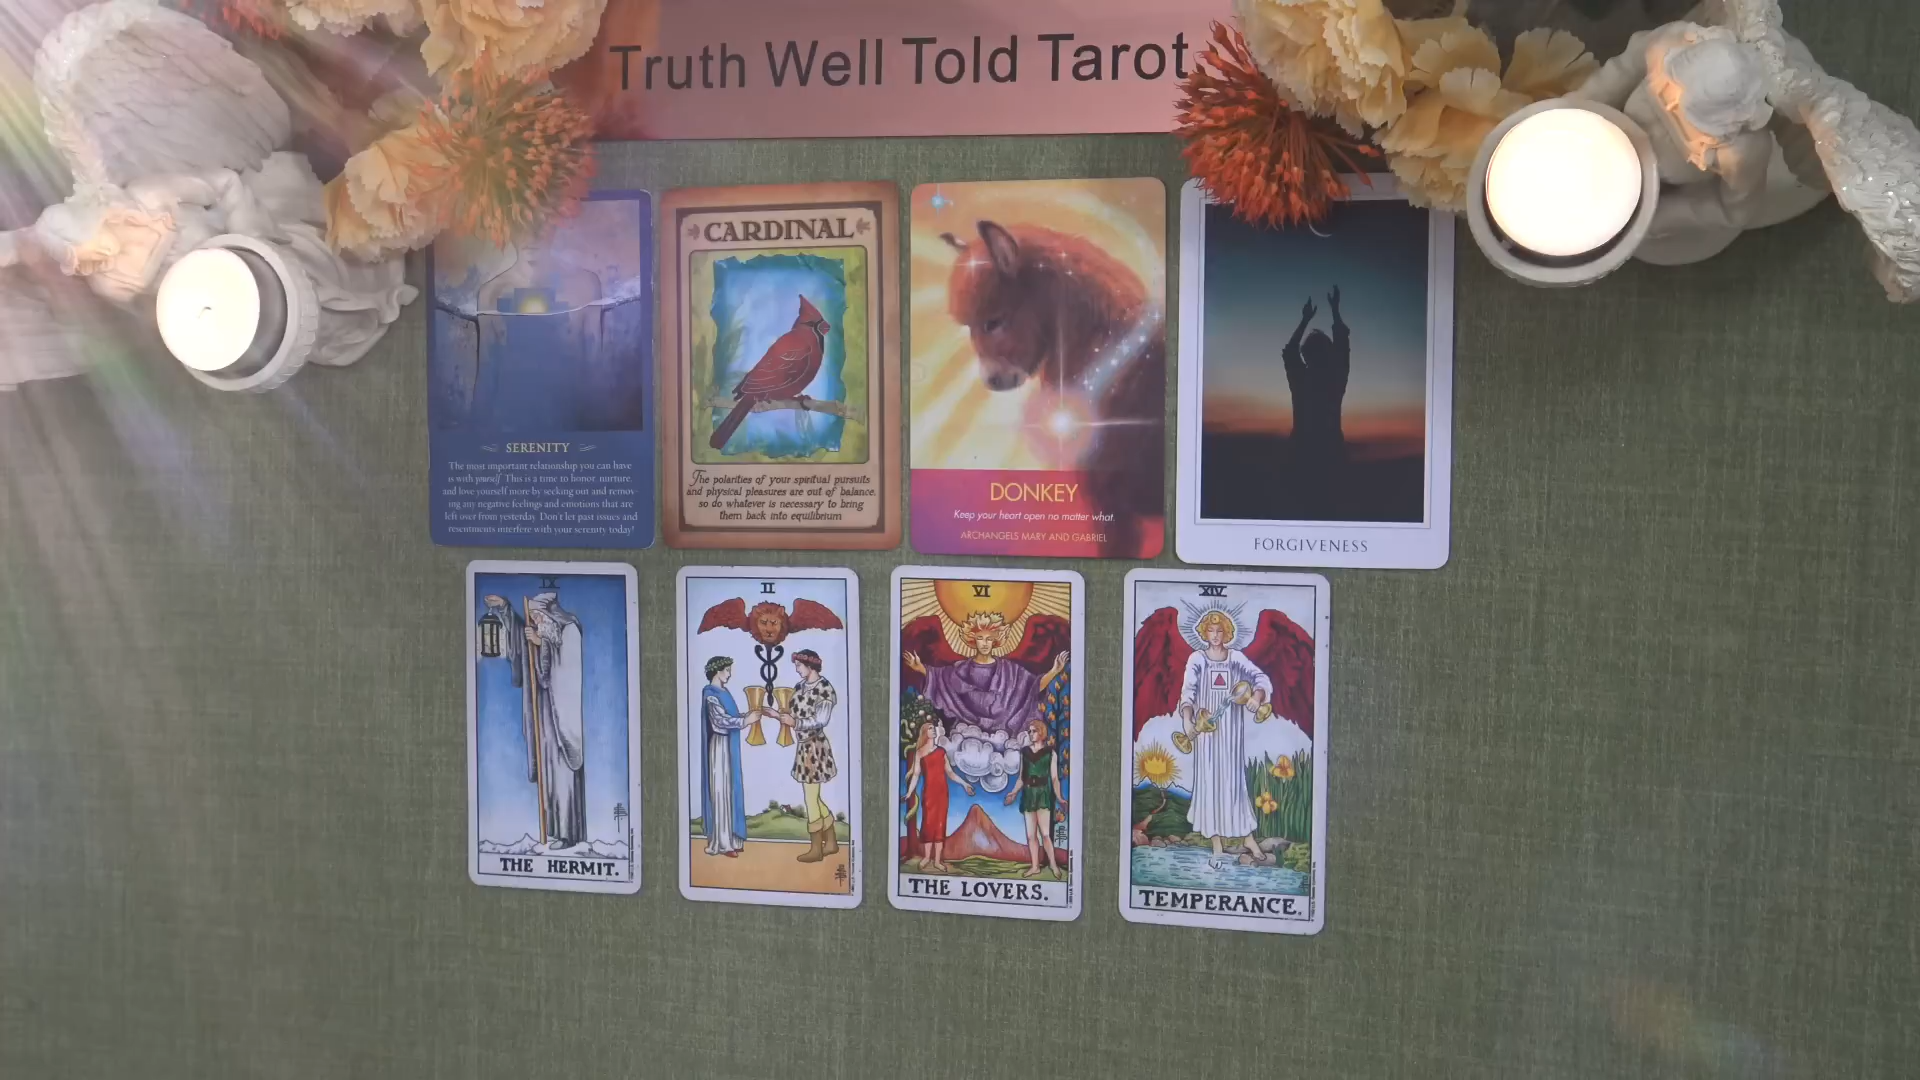 Truth Well Told Tarot
SERENITY
The most important relationship you can have
is with yourself. This is a time to honor, nurture,
and love yourself more by seeking out and remov-
ing any negative feelings and emotions that are
left over from yesterday. Don't let past issues and
resentments interfere with your serenity today!
CARDINAL
The polarities of your spiritual pursuits
and physical pleasures are out of balance,
so do whatever is necessary to bring
them back into equilibrium
DONKEY
Keep your heart open no matter what.
ARCHANGELS MARY AND GABRIEL
FORGIVENESS
IX
THE HERMIT.
II
VI
THE LOVERS.
XIV
TEMPERANCE.